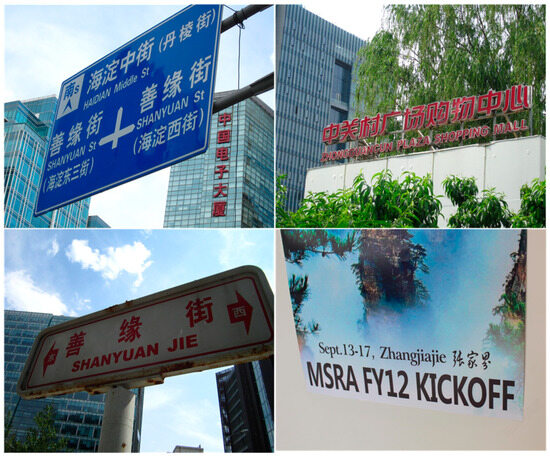 南S
海淀中街(丹棱街)
HAIDIAN Middle St
善缘街
SHANYUAN St
(海淀东三街)
善缘街
SHANYUAN St
(海淀西街)
中国电子大厦
中关村广场购物中心
ZHONGGUANCUN PLAZA SHOPPING MALL
善缘街 西
SHANYUAN JIE
Sept.13-17, Zhangjiajie 张家界
MSRA FY12 KICKOFF